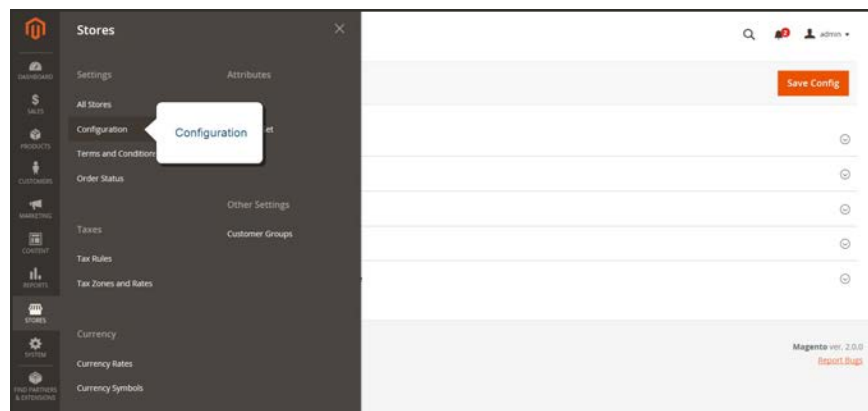 Stores
admin
2
DASHBOARD
Settings
Attributes
Save Config
SALES
All Stores
Configuration
Configuration
et
PRODUCTS
Terms and Conditions
CUSTOMERS
Order Status
MARKETING
Other Settings
Taxes
Customer Groups
CONTENT
Tax Rules
REPORTS
Tax Zones and Rates
STORES
Currency
SYSTEM
Magento ver. 2.0.0
Currency Rates
Report Bugs
FIND PARTNERS
& EXTENSIONS
Currency Symbols